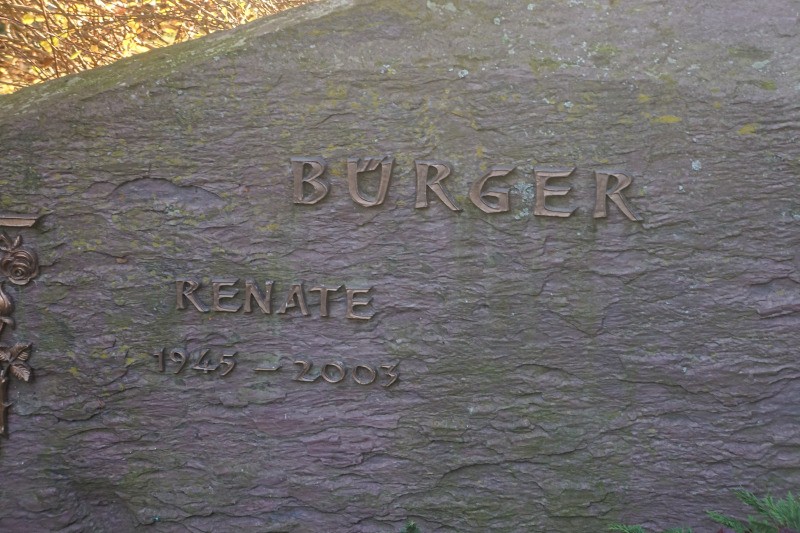 BÜRGER
RENATE
1945 – 2003